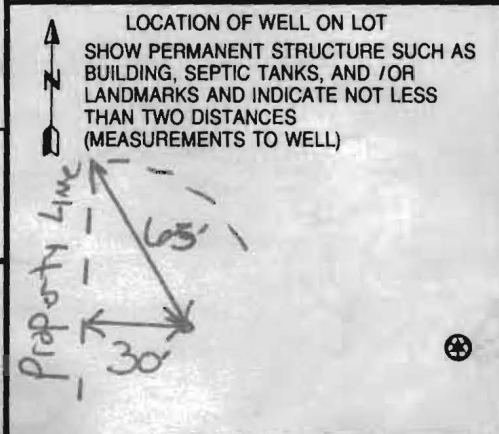 LOCATION OF WELL ON LOT
SHOW PERMANENT STRUCTURE SUCH AS
BUILDING, SEPTIC TANKS, AND / OR
LANDMARKS AND INDICATE NOT LESS
THAN TWO DISTANCES
(MEASUREMENTS TO WELL)
N
Property Line
65'
30'